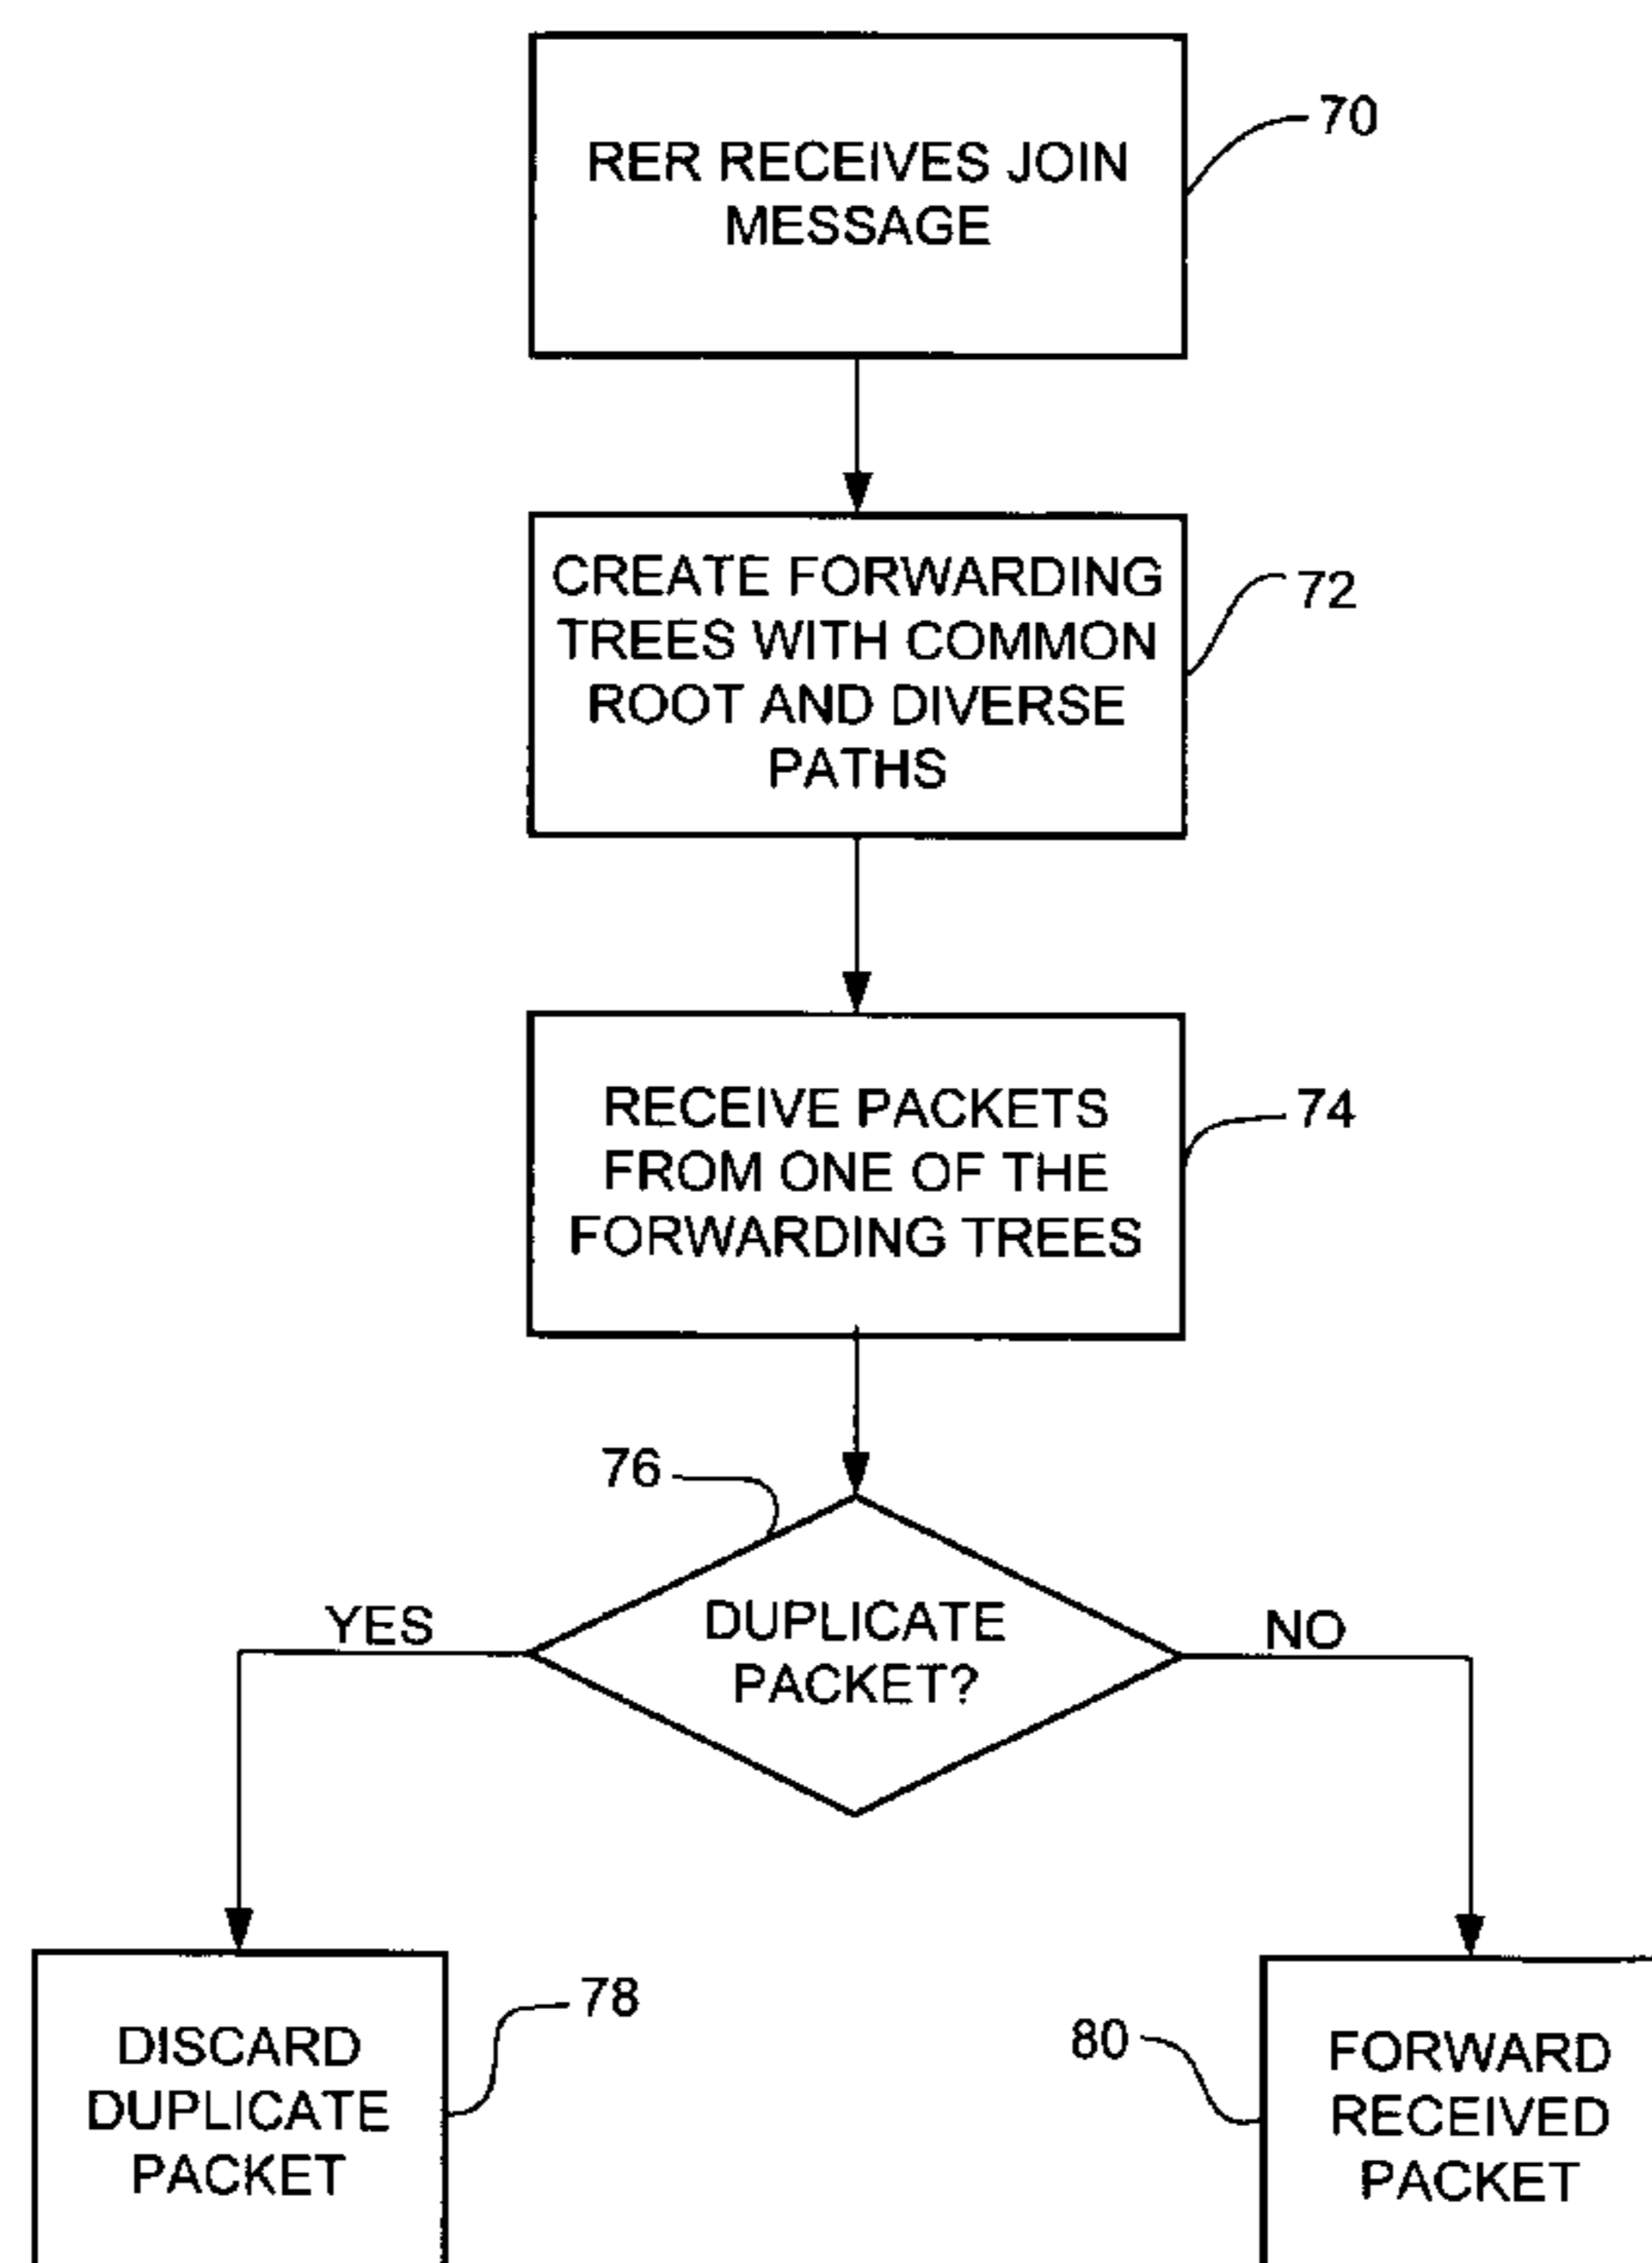 70
RER RECEIVES JOIN
MESSAGE
72
CREATE FORWARDING
TREES WITH COMMON
ROOT AND DIVERSE
PATHS
74
RECEIVE PACKETS
FROM ONE OF THE
FORWARDING TREES
76
YES
DUPLICATE
PACKET?
NO
78
DISCARD
DUPLICATE
PACKET
80
FORWARD
RECEIVED
PACKET